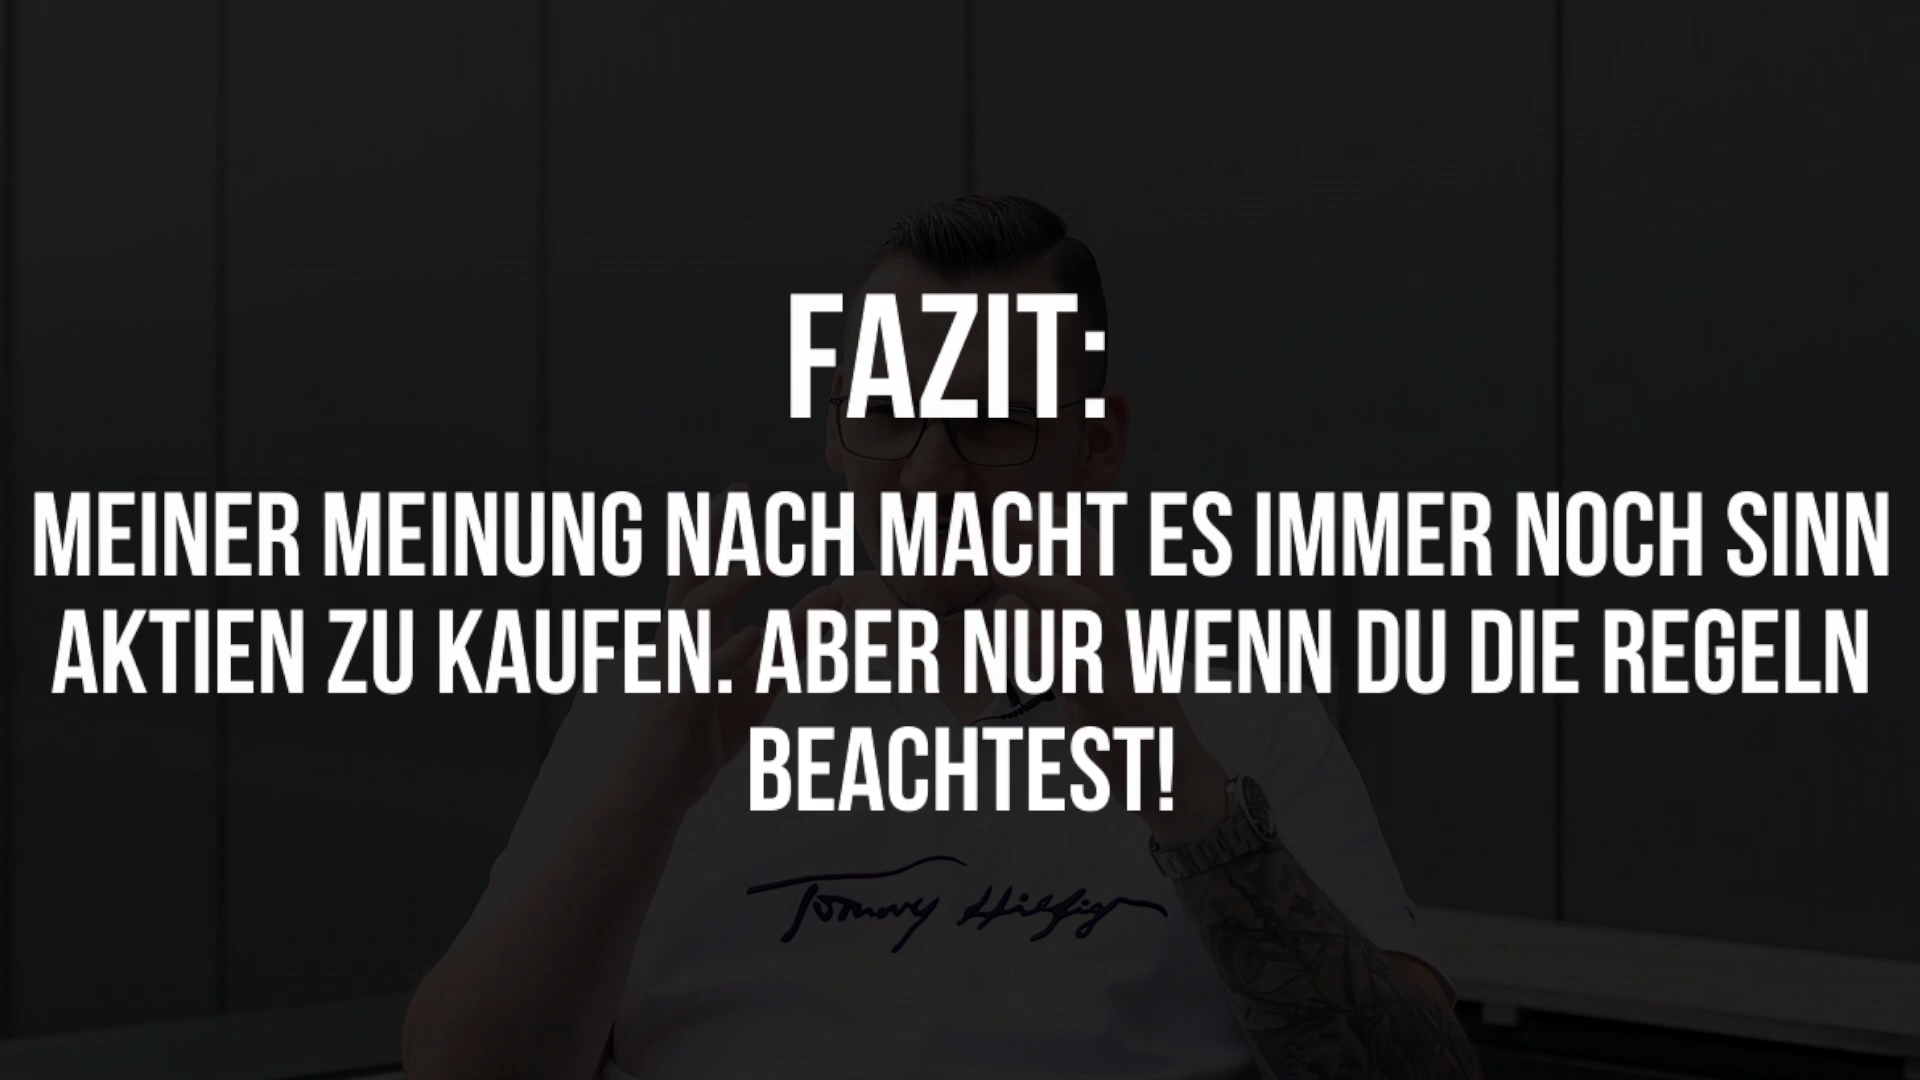 FAZIT:
MEINER MEINUNG NACH MACHT ES IMMER NOCH SINN
AKTIEN ZU KAUFEN. ABER NUR WENN DU DIE REGELN
BEACHTEST!
Tommy Hilfiger